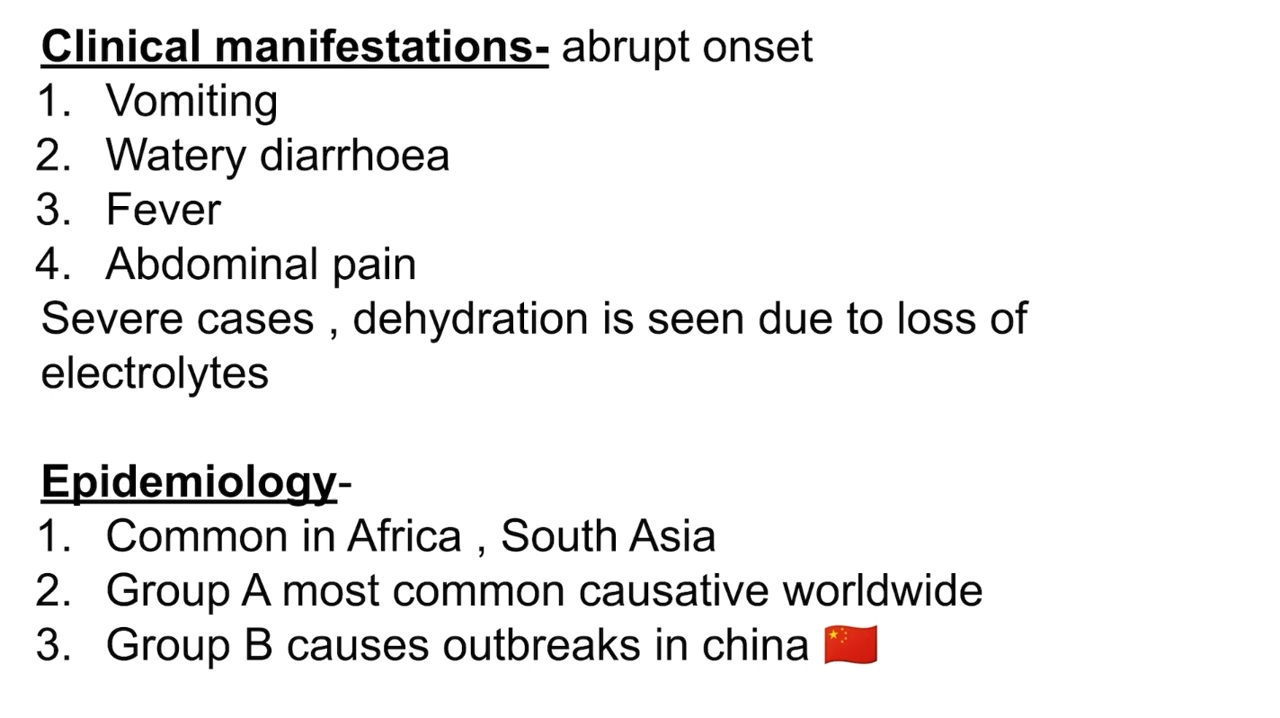 Clinical manifestations- abrupt onset
1. Vomiting
2. Watery diarrhoea
3. Fever
4. Abdominal pain
Severe cases , dehydration is seen due to loss of
electrolytes
Epidemiology-
1. Common in Africa , South Asia
2. Group A most common causative worldwide
3. Group B causes outbreaks in china 🇨🇳